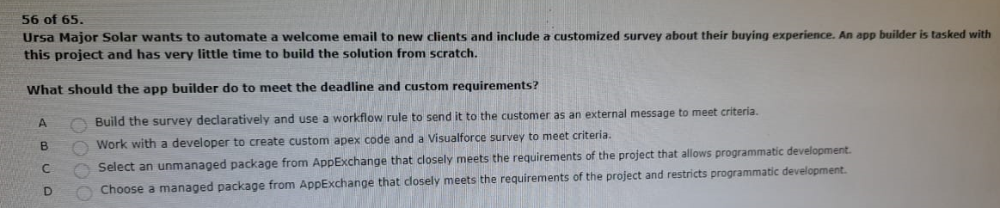 56 of 65.
Ursa Major Solar wants to automate a welcome email to new clients and include a customized survey about their buying experience. An app builder is tasked with
this project and has very little time to build the solution from scratch.
What should the app builder do to meet the deadline and custom requirements?
A Build the survey declaratively and use a workflow rule to send it to the customer as an external message to meet criteria.
B Work with a developer to create custom apex code and a Visualforce survey to meet criteria.
C Select an unmanaged package from AppExchange that closely meets the requirements of the project that allows programmatic development.
D Choose a managed package from AppExchange that closely meets the requirements of the project and restricts programmatic development.